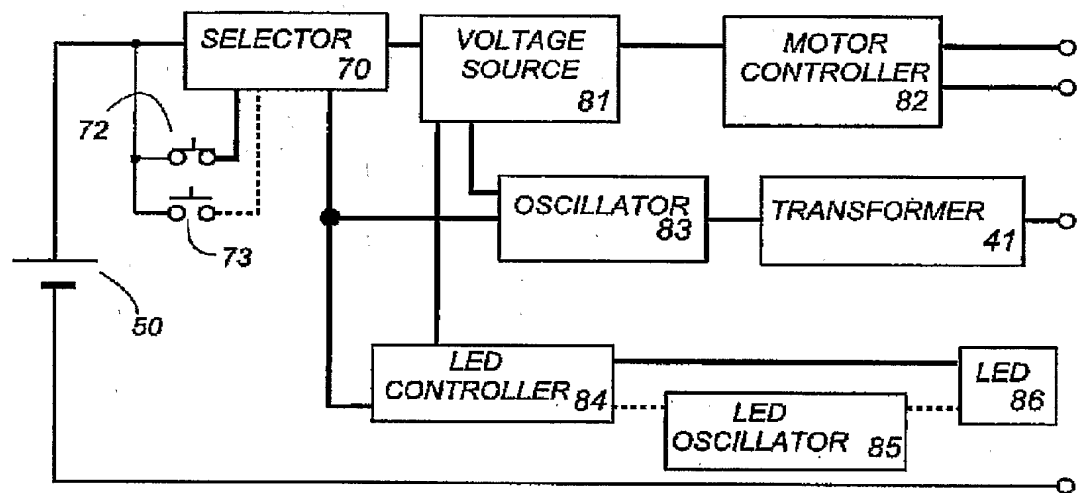 SELECTOR
70
VOLTAGE
SOURCE
81
MOTOR
CONTROLLER
82
72
73
50
OSCILLATOR
83
TRANSFORMER
41
LED
CONTROLLER 84
LED
OSCILLATOR 85
LED
86